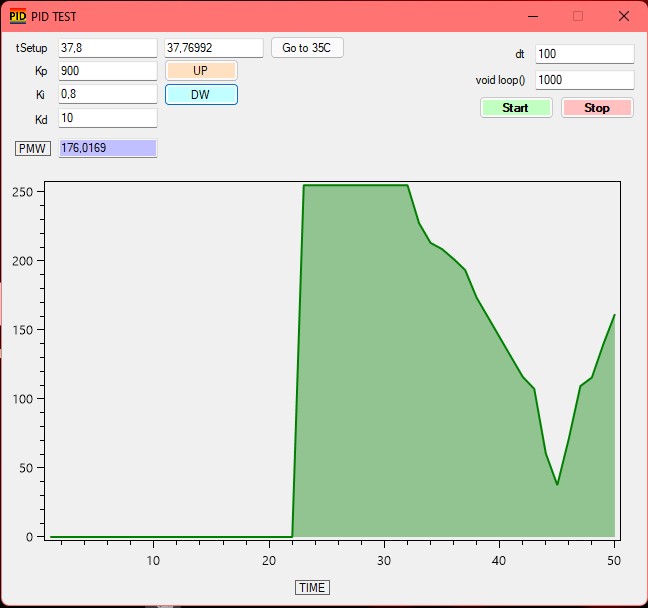 PID PID TEST
tSetup 37,8 37,76992 Go to 35C
Kp 900 UP
Ki 0,8 DW
Kd 10
PMW 176,0169
dt 100
void loop() 1000
Start Stop
250
200
150
100
50
0
10 20 30 40 50
TIME